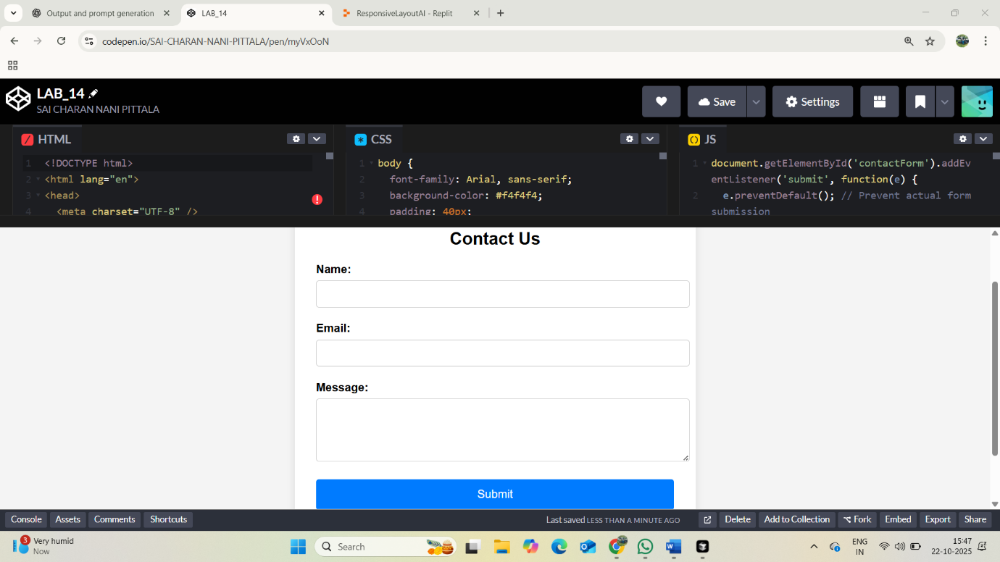 Output and prompt generation
LAB_14
ResponsiveLayoutAI - Replit
codepen.io/SAI-CHARAN-NANI-PITTALA/pen/myVxOoN
LAB_14
SAI CHARAN NANI PITTALA
Save
Settings
HTML
1 <!DOCTYPE html>
2 <html lang="en">
3 <head>
4 <meta charset="UTF-8" />
CSS
1 body {
2 font-family: Arial, sans-serif;
3 background-color: #f4f4f4;
4 padding: 40px;
JS
1 document.getElementById('contactForm').addEv
entListener('submit', function(e) {
2 e.preventDefault(); // Prevent actual form
submission
Contact Us
Name:
Email:
Message:
Submit
Console Assets Comments Shortcuts
Last saved LESS THAN A MINUTE AGO
Delete Add to Collection Fork Embed Export Share
3
Very humid
Now
Search
ENG
IN
15:47
22-10-2025